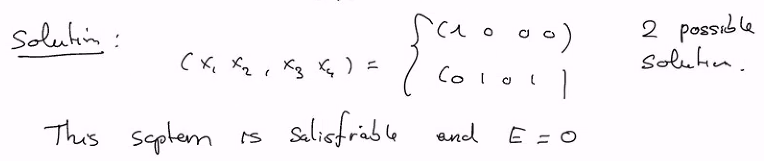 Solution :
(x₁ x₂ , x₃ x₄) = { (1 0 0 0) 2 possible
(0 1 0 1] solution.
This system is satisfiable and E = 0